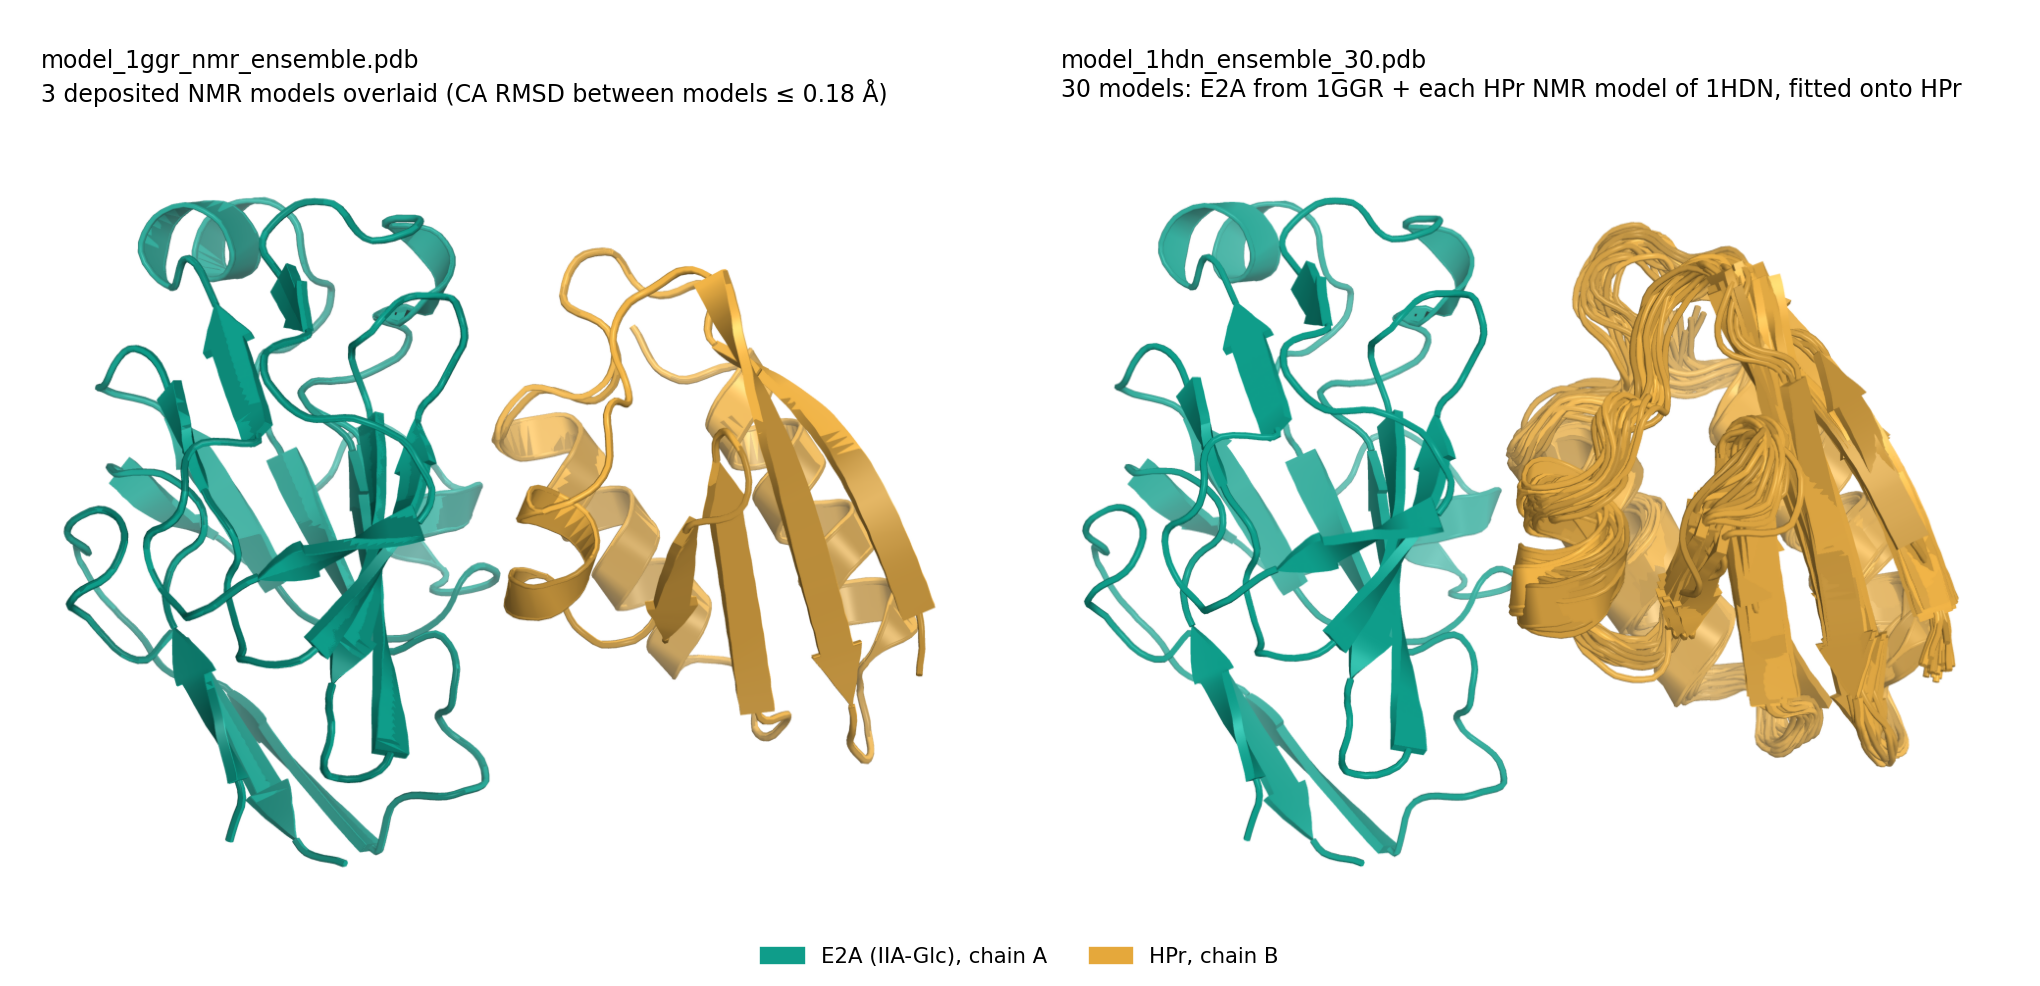 model_1ggr_nmr_ensemble.pdb
3 deposited NMR models overlaid (CA RMSD between models ≤ 0.18 Å)
model_1hdn_ensemble_30.pdb
30 models: E2A from 1GGR + each HPr NMR model of 1HDN, fitted onto HPr
E2A (IIA-Glc), chain A
HPr, chain B